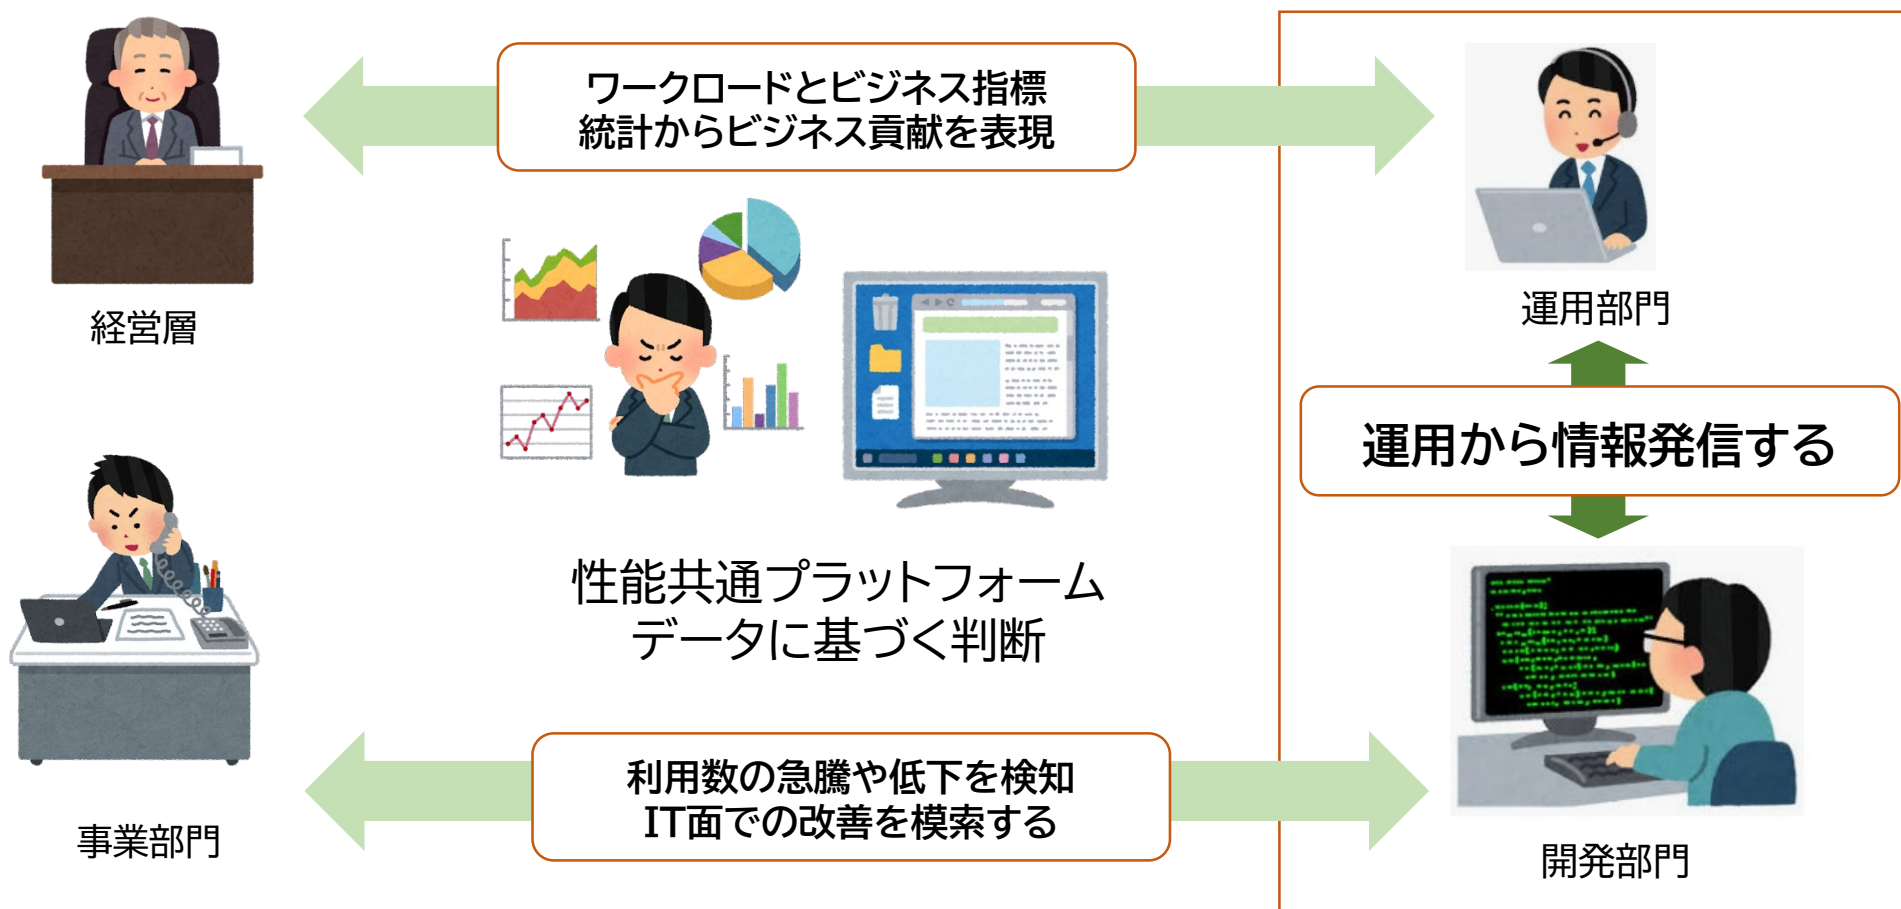 ワークロードとビジネス指標
統計からビジネス貢献を表現
経営層
運用部門
運用から情報発信する
性能共通プラットフォーム
データに基づく判断
利用数の急騰や低下を検知
IT面での改善を模索する
事業部門
開発部門